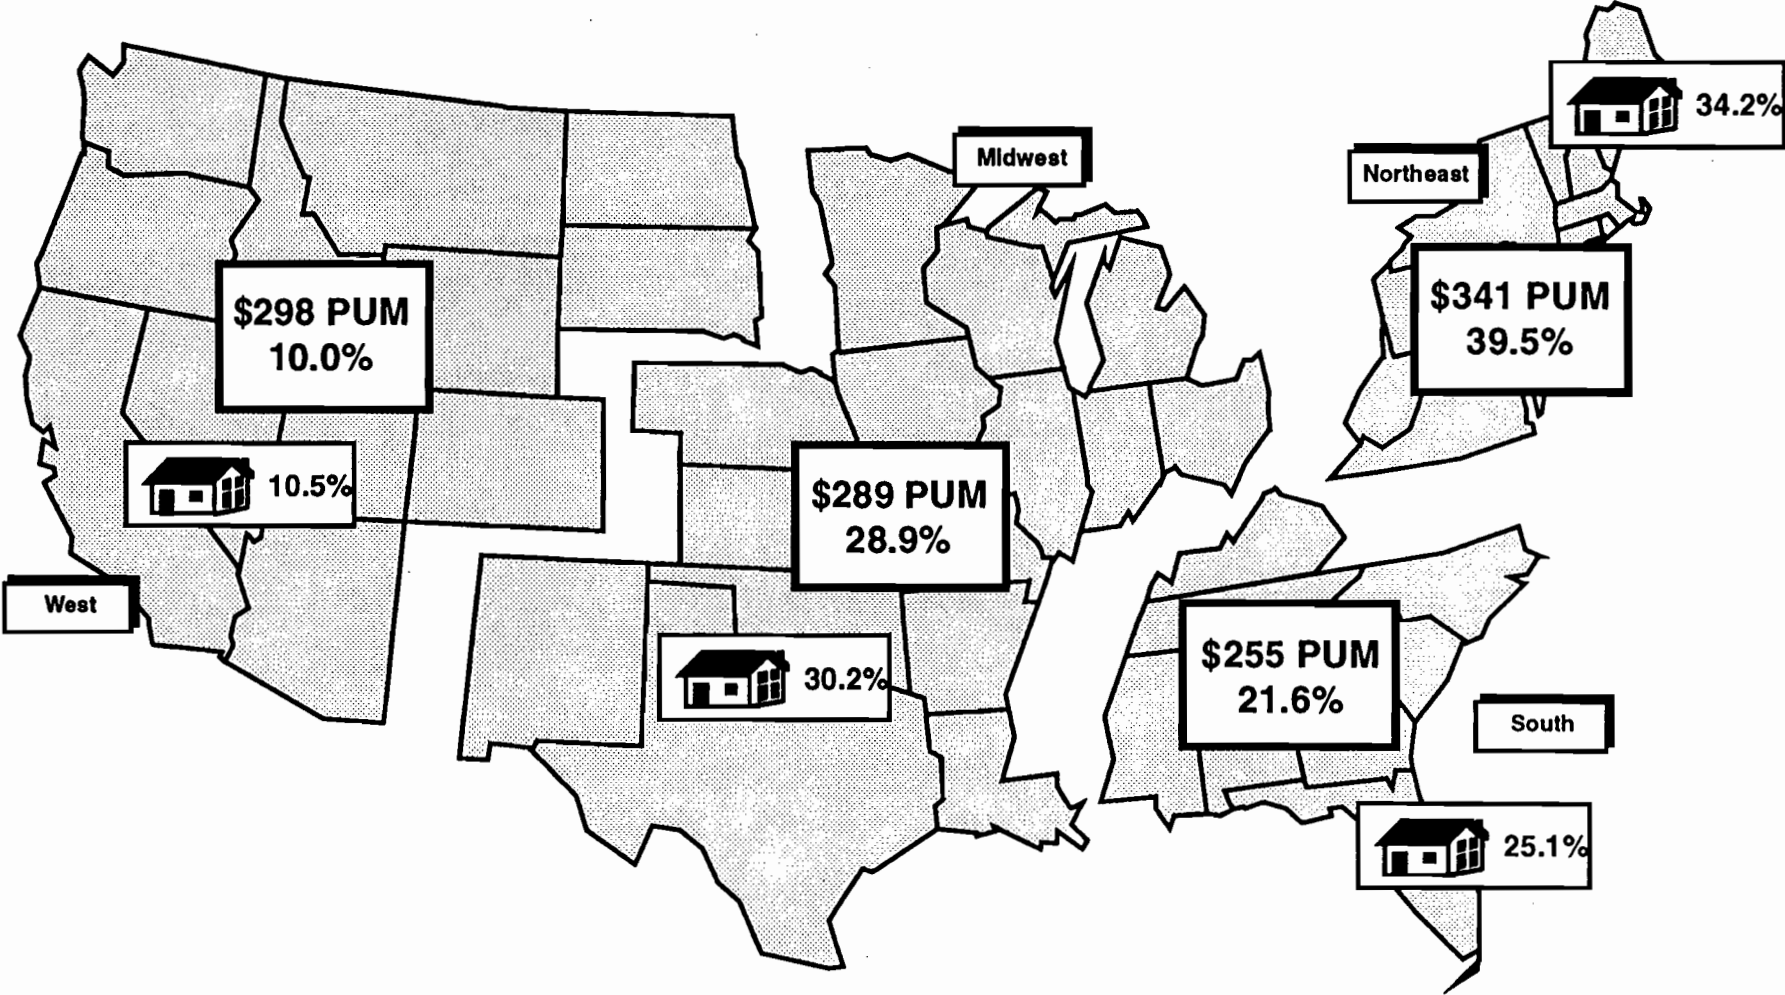 34.2%
Midwest
Northeast
$298 PUM
10.0%
$341 PUM
39.5%
10.5%
$289 PUM
28.9%
West
30.2%
$255 PUM
21.6%
South
25.1%